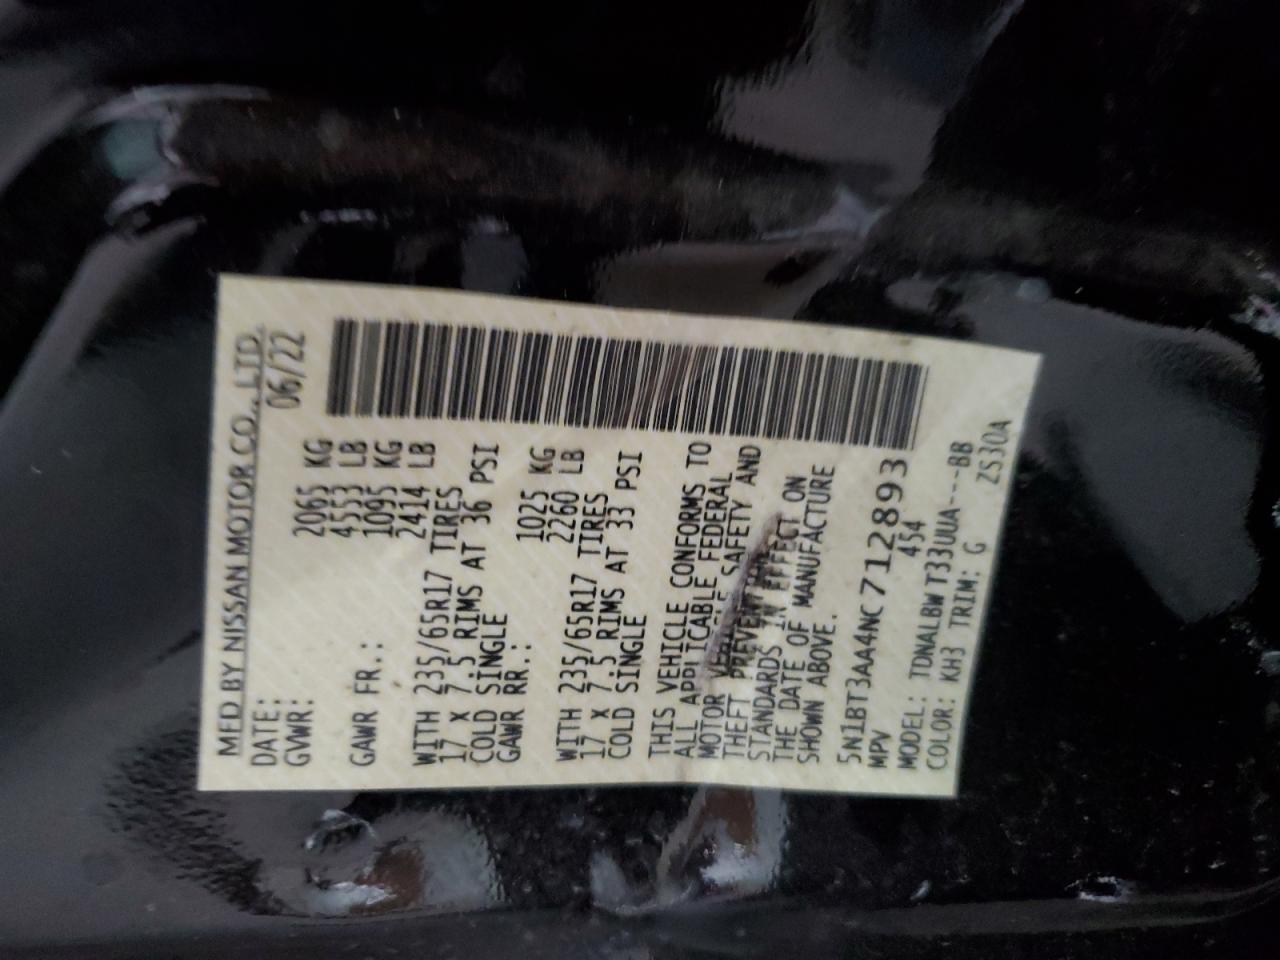 MFD BY NISSAN MOTOR CO., LTD.
DATE: 06/22
GVWR: 2065 KG
4553 LB
GAWR FR.: 1095 KG
2414 LB
WITH 235/65R17 TIRES
17 X 7.5 RIMS AT 36 PSI
COLD SINGLE
GAWR RR.: 1025 KG
2260 LB
WITH 235/65R17 TIRES
17 X 7.5 RIMS AT 33 PSI
COLD SINGLE
THIS VEHICLE CONFORMS TO
ALL APPLICABLE FEDERAL
MOTOR VEHICLE SAFETY AND
THEFT PREVENTION
STANDARDS IN EFFECT ON
THE DATE OF MANUFACTURE
SHOWN ABOVE.
5N1BT3AA4NC712893
MPV 454
MODEL: TDNALBW T33UUA---BB
COLOR: KH3 TRIM: G ZS30A